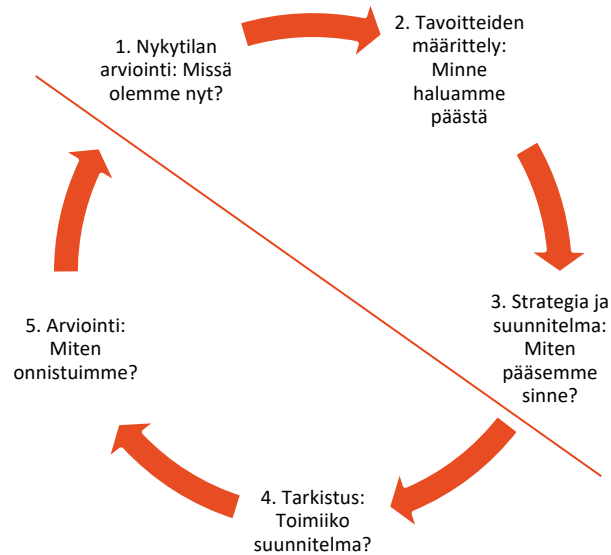 1. Nykytilan
arviointi: Missä
olemme nyt?
2. Tavoitteiden
määrittely:
Minne
haluamme
päästä
3. Strategia ja
suunnitelma:
Miten
pääsemme
sinne?
4. Tarkistus:
Toimiiko
suunnitelma?
5. Arviointi:
Miten
onnistuimme?